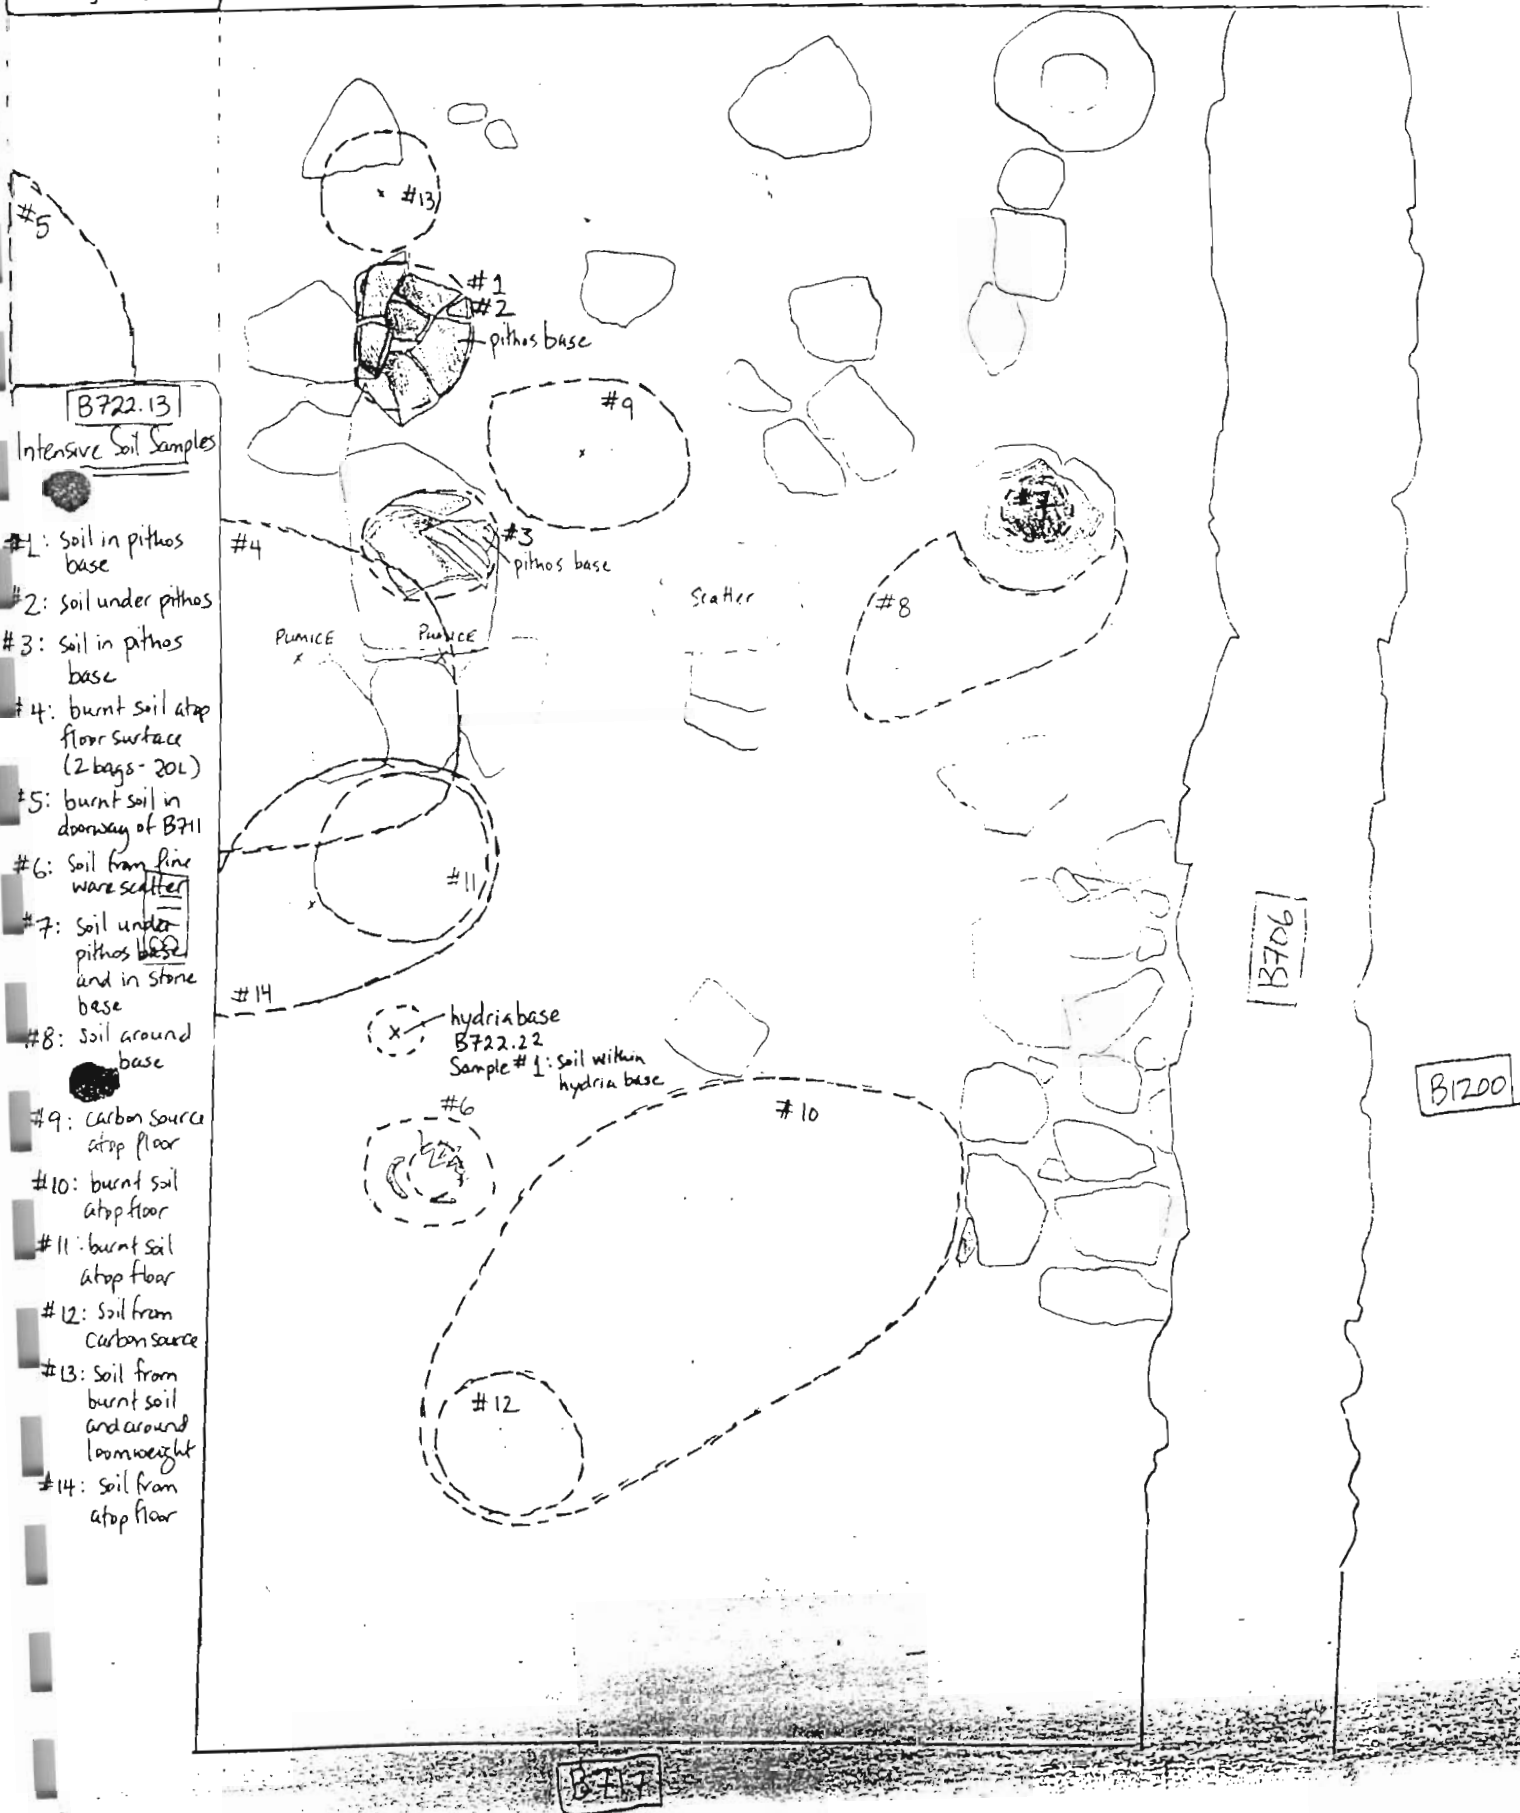 #5
#13
#1
#2
pithos base
#9
B722.13
Intensive Soil Samples
#1: soil in pithos
base
#2: soil under pithos
#3: soil in pithos
base
#4: burnt soil atop
floor surface
(2 bags - 20L)
#5: burnt soil in
doorway of B711
#6: soil from fine
ware scatter
#7: soil under
pithos base
and in stone
base
#8: soil around
base
#9: carbon source
atop floor
#10: burnt soil
atop floor
#11: burnt soil
atop floor
#12: soil from
carbon source
#13: soil from
burnt soil
and around
loomweight
#14: soil from
atop floor
#4
#3
pithos base
#7
#8
Scatter
PUMICE
PUMICE
#11
#14
hydria base
B722.22
Sample #1: soil within
hydria base
#6
#10
#12
B706
B1200
B717